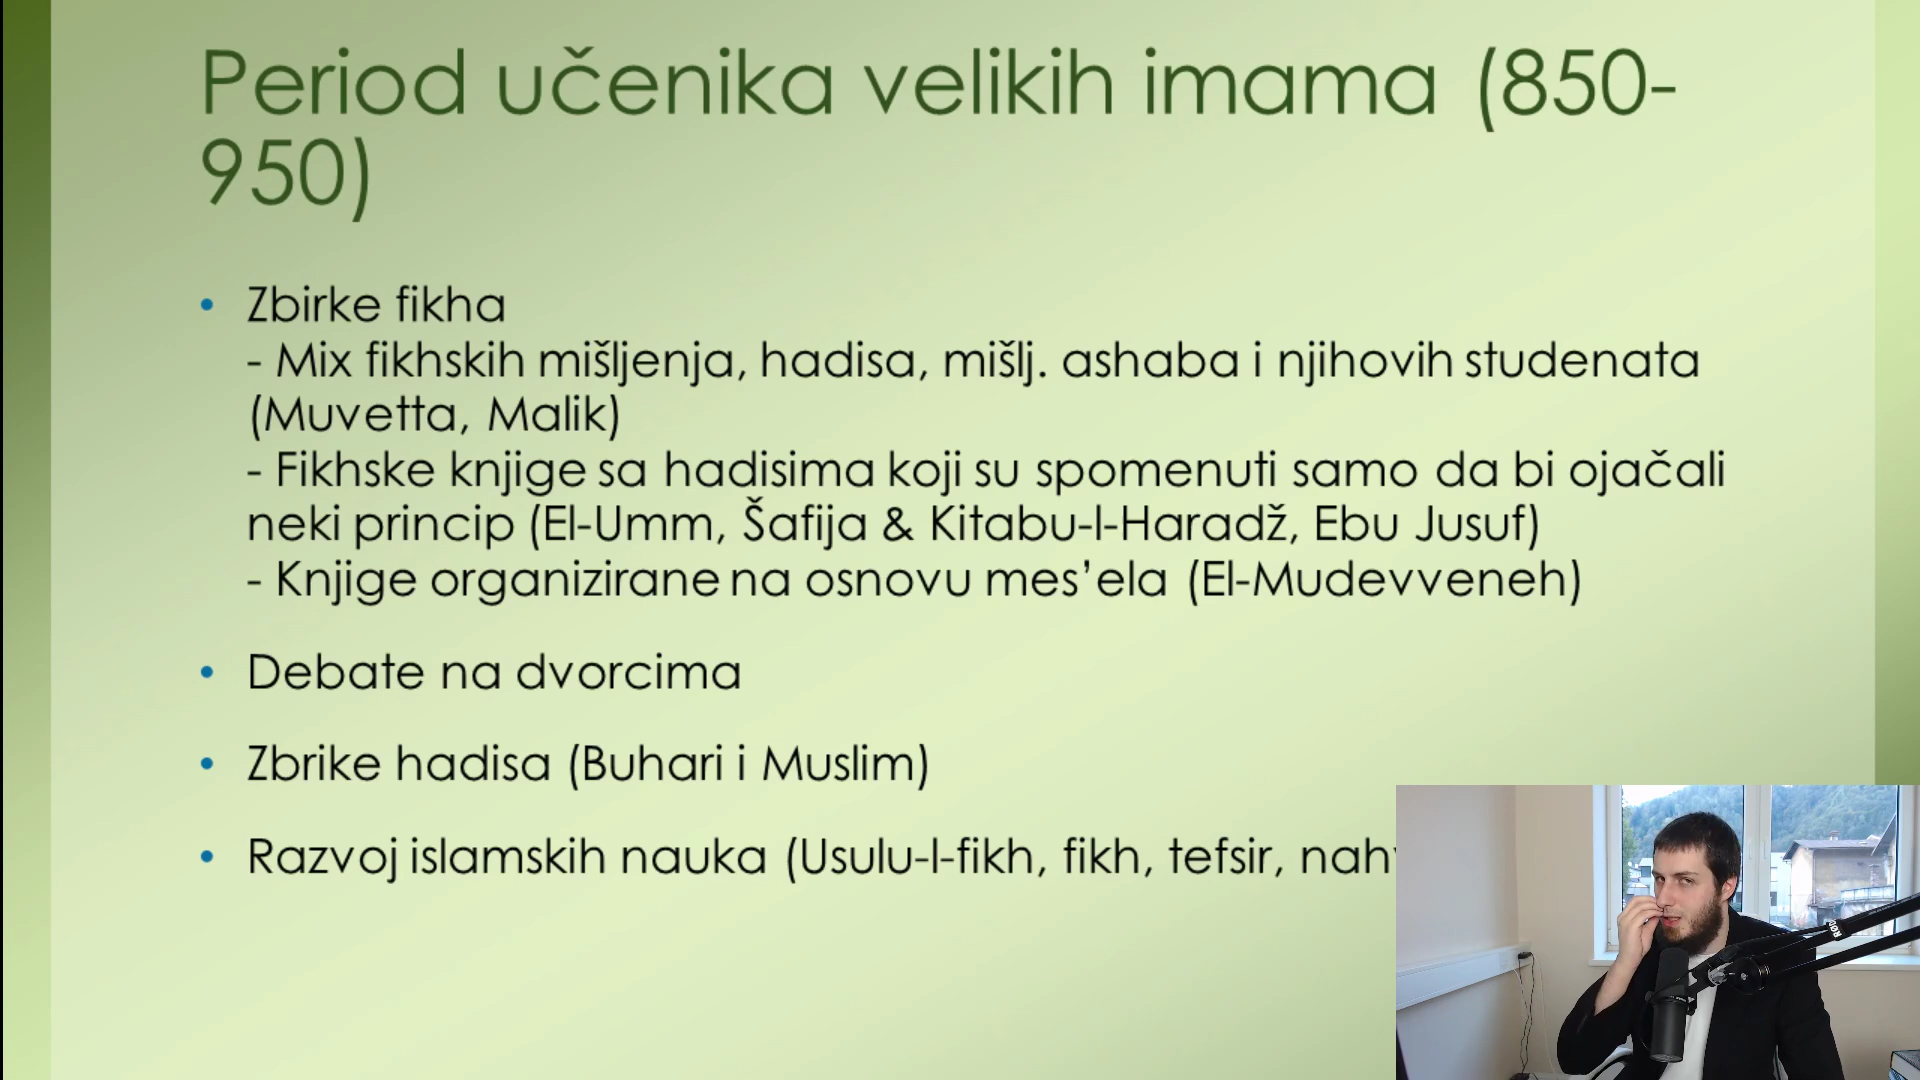 Period učenika velikih imama (850-
950)
• Zbirke fikha
- Mix fikhskih mišljenja, hadisa, mišlj. ashaba i njihovih studenata
(Muvetta, Malik)
- Fikhske knjige sa hadisima koji su spomenuti samo da bi ojačali
neki princip (El-Umm, Šafija & Kitabu-l-Haradž, Ebu Jusuf)
- Knjige organizirane na osnovu mes’ela (El-Mudevveneh)
• Debate na dvorcima
• Zbrike hadisa (Buhari i Muslim)
• Razvoj islamskih nauka (Usulu-l-fikh, fikh, tefsir,